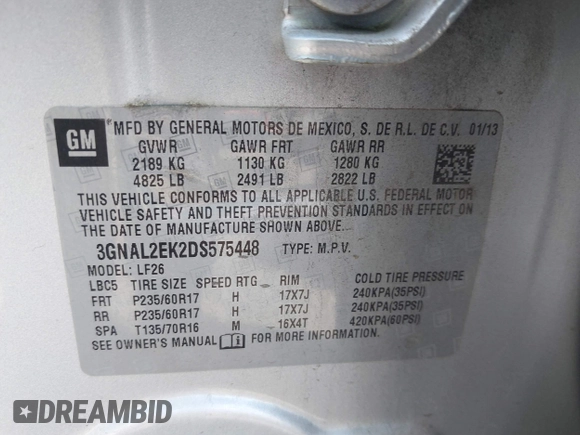 GM
MFD BY GENERAL MOTORS DE MEXICO, S. DE R.L. DE C.V. 01/13
GVWR GAWR FRT GAWR RR
2189 KG 1130 KG 1280 KG
4825 LB 2491 LB 2822 LB
THIS VEHICLE CONFORMS TO ALL APPLICABLE U.S. FEDERAL MOTOR
VEHICLE SAFETY AND THEFT PREVENTION STANDARDS IN EFFECT ON
THE DATE OF MANUFACTURE SHOWN ABOVE.
3GNAL2EK2DS575448 TYPE: M.P.V.
MODEL: LF26
LBC5 TIRE SIZE SPEED RTG RIM COLD TIRE PRESSURE
FRT P235/60R17 H 17X7J 240KPA(35PSI)
RR P235/60R17 H 17X7J 240KPA(35PSI)
SPA T135/70R16 M 16X4T 420KPA(60PSI)
SEE OWNER'S MANUAL FOR MORE INFORMATION.
DREAMBID